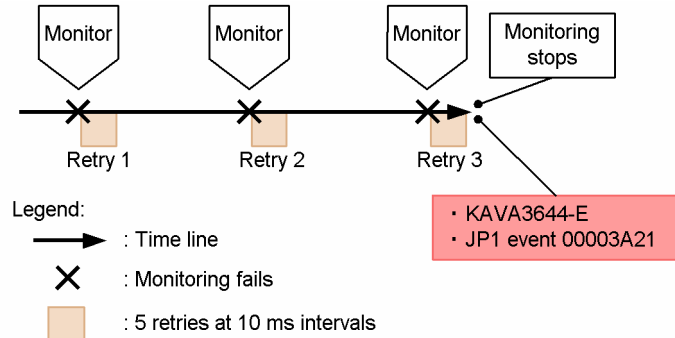 Monitor
Monitor
Monitor
Monitoring
stops
Retry 1
Retry 2
Retry 3
・KAVA3644-E
・JP1 event 00003A21
Legend:
: Time line
: Monitoring fails
: 5 retries at 10 ms intervals